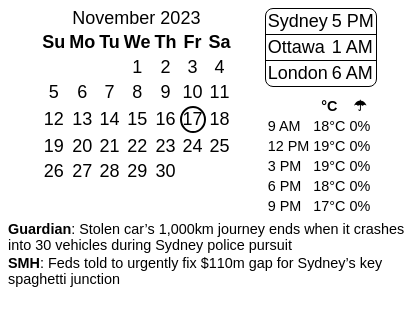 November 2023
Su Mo Tu We Th Fr Sa
1 2 3 4
5 6 7 8 9 10 11
12 13 14 15 16 17 18
19 20 21 22 23 24 25
26 27 28 29 30
Sydney 5 PM
Ottawa 1 AM
London 6 AM
°C ☂
9 AM 18°C 0%
12 PM 19°C 0%
3 PM 19°C 0%
6 PM 18°C 0%
9 PM 17°C 0%
Guardian: Stolen car’s 1,000km journey ends when it crashes
into 30 vehicles during Sydney police pursuit
SMH: Feds told to urgently fix $110m gap for Sydney’s key
spaghetti junction